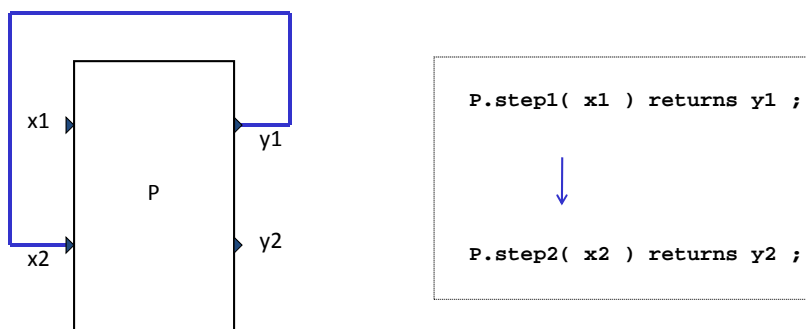 x1
y1
P
x2
y2
P.step1( x1 ) returns y1 ;
P.step2( x2 ) returns y2 ;